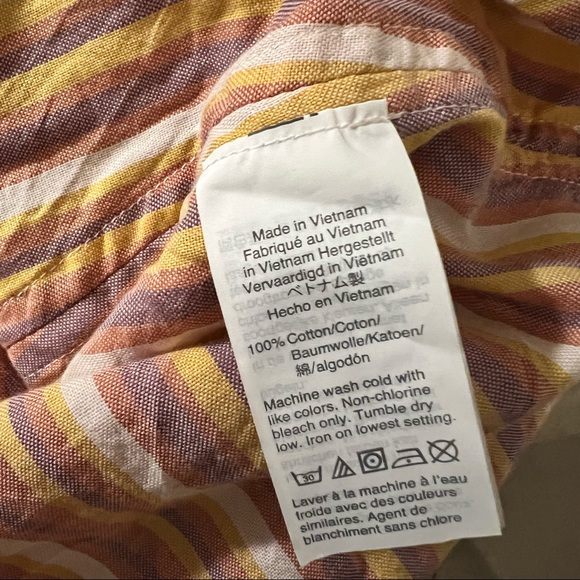 Made in Vietnam
Fabriqué au Vietnam
in Vietnam Hergestellt
Vervaardigd in Viëtnam
ベトナム製
Hecho en Vietnam
100% Cotton/Coton/
Baumwolle/Katoen/
綿/algodón
Machine wash cold with
like colors. Non-chlorine
bleach only. Tumble dry
low. Iron on lowest setting.
30
Laver à la machine à l'eau
froide avec des couleurs
similaires. Agent de
blanchiment sans chlore